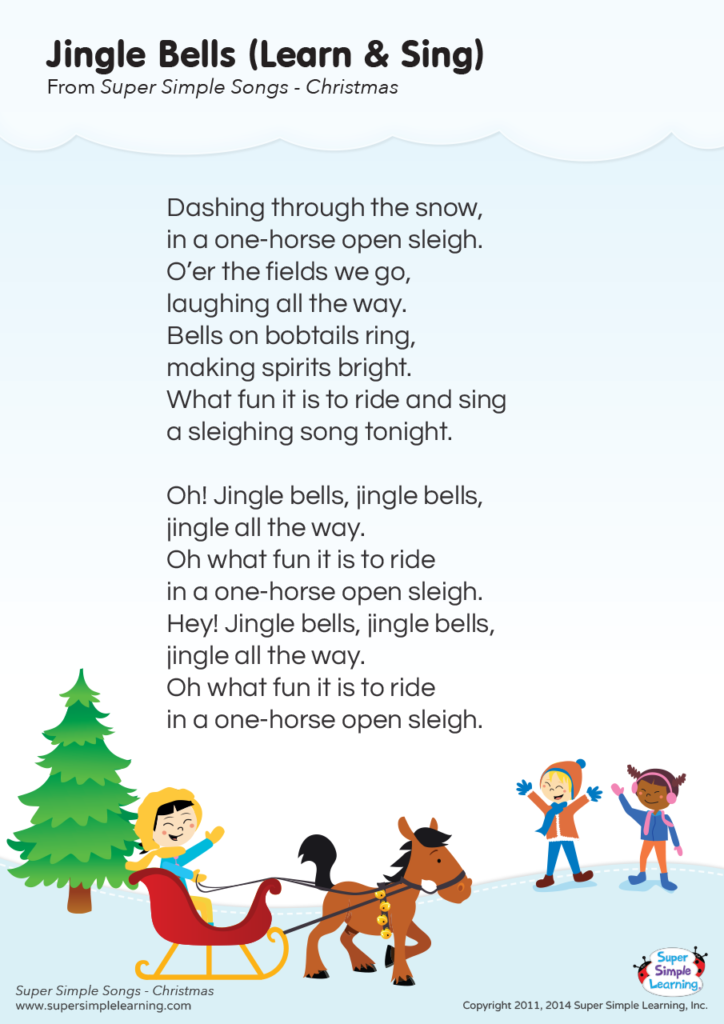 Jingle Bells (Learn & Sing)
From Super Simple Songs - Christmas
Dashing through the snow,
in a one-horse open sleigh.
O’er the fields we go,
laughing all the way.
Bells on bobtails ring,
making spirits bright.
What fun it is to ride and sing
a sleighing song tonight.
Oh! Jingle bells, jingle bells,
jingle all the way.
Oh what fun it is to ride
in a one-horse open sleigh.
Hey! Jingle bells, jingle bells,
jingle all the way.
Oh what fun it is to ride
in a one-horse open sleigh.
Super
Simple
Learning
Super Simple Songs - Christmas
www.supersimplelearning.com
Copyright 2011, 2014 Super Simple Learning, Inc.